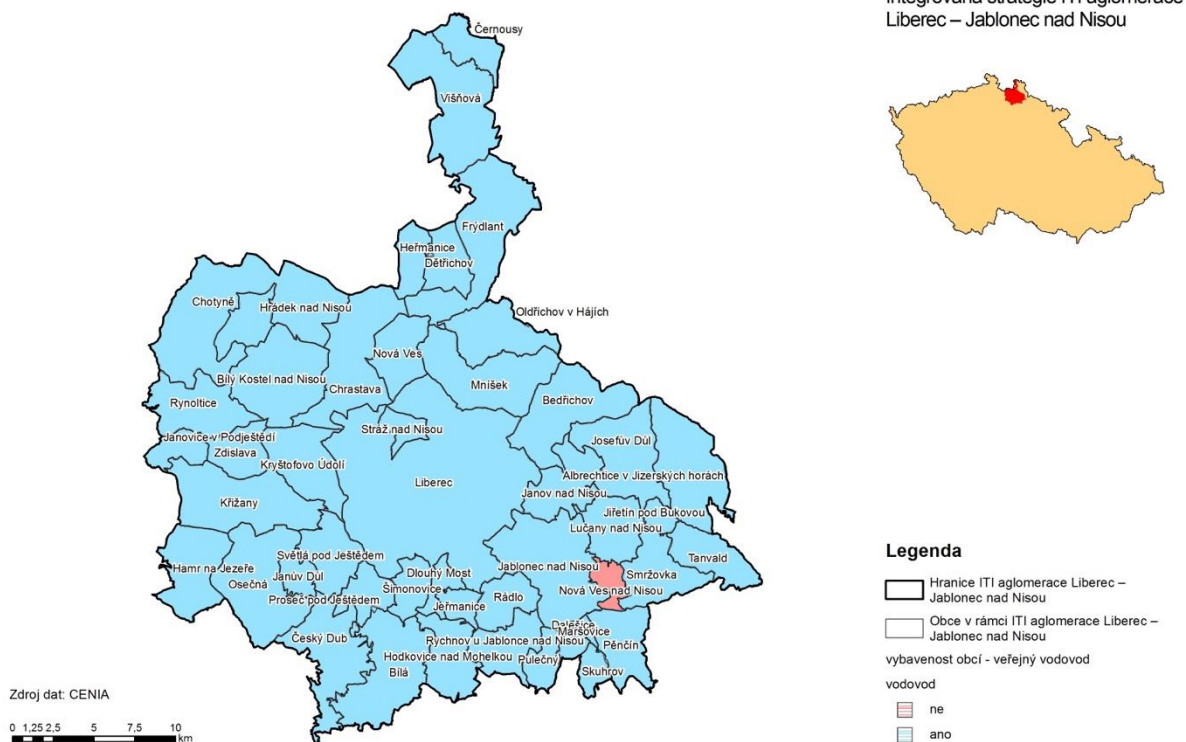 Integrovaná strategie ITI aglomerace
Liberec – Jablonec nad Nisou
Černousy
Višňová
Frýdlant
Heřmanice
Dětřichov
Chotyně
Hrádek nad Nisou
Oldřichov v Hájích
Nová Ves
Mníšek
Bílý Kostel nad Nisou
Chrastava
Bedřichov
Rynoltice
Stráž nad Nisou
Josefův Důl
Janovice v Podještědí
Zdislava
Kryštofovo Údolí
Albrechtice v Jizerských horách
Liberec
Janov nad Nisou
Křižany
Jiřetín pod Bukovou
Lučany nad Nisou
Světlá pod Ještědem
Tanvald
Hamr na Jezeře
Osečná
Janův Důl
Dlouhý Most
Šimonovice
Jablonec nad Nisou
Smržovka
Proseč pod Ještědem
Jeřmanice
Rádlo
Nová Ves nad Nisou
Český Dub
Dalešice
Maršovice
Rychnov u Jablonce nad Nisou
Pěnčín
Hodkovice nad Mohelkou
Bílá
Pulečný
Skuhrov
Zdroj dat: CENIA
0 1,25 2,5 5 7,5 10
km
Legenda
Hranice ITI aglomerace Liberec –
Jablonec nad Nisou
Obce v rámci ITI aglomerace Liberec –
Jablonec nad Nisou
vybavenost obcí - veřejný vodovod
vodovod
ne
ano